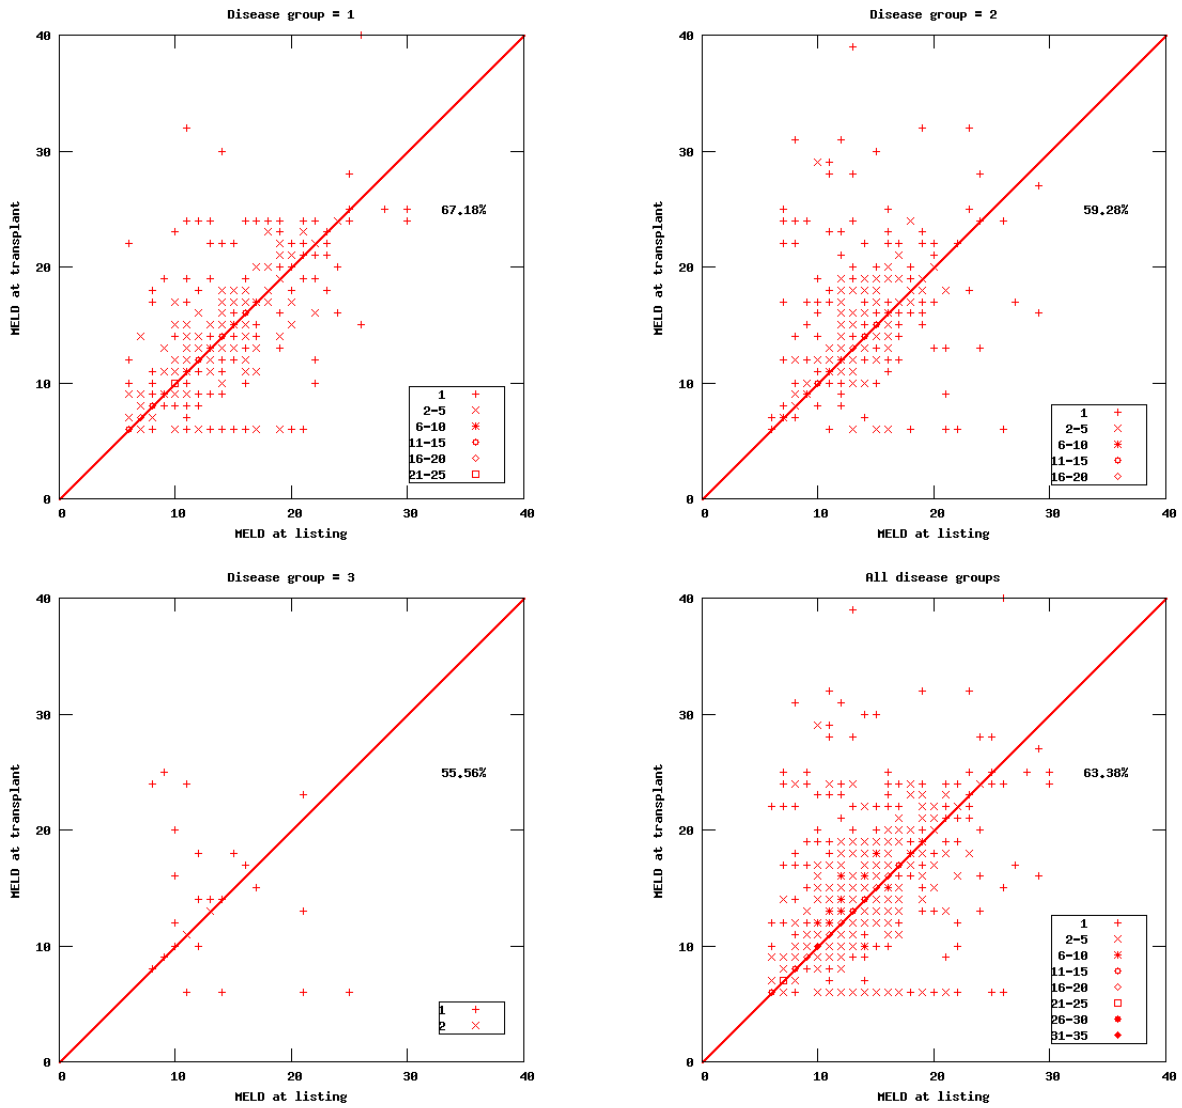 Disease group = 1
40
30
20
10
0
MELD at transplant
67.18%
1
2-5
6-10
11-15
16-20
21-25
0 10 20 30 40
MELD at listing
Disease group = 2
40
30
20
10
0
MELD at transplant
59.28%
1
2-5
6-10
11-15
16-20
0 10 20 30 40
MELD at listing
Disease group = 3
40
30
20
10
0
MELD at transplant
55.56%
1
2
0 10 20 30 40
MELD at listing
All disease groups
40
30
20
10
0
MELD at transplant
63.38%
1
2-5
6-10
11-15
16-20
21-25
26-30
31-35
0 10 20 30 40
MELD at listing